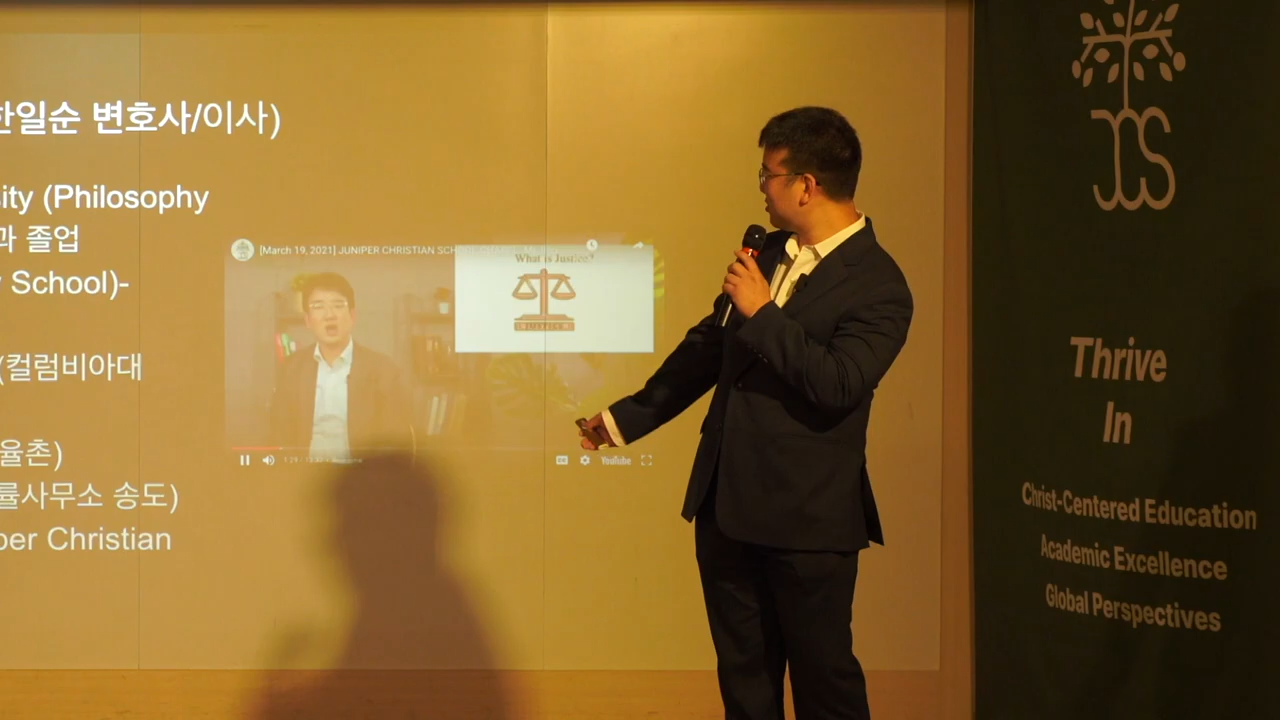 한일순 변호사/이사)
sity (Philosophy
과 졸업
School)-
(컬럼비아대
율촌)
률사무소 송도)
per Christian
[March 19, 2021] JUNIPER CHRISTIAN
What is Justice?
YouTube
JCS
Thrive
In
Christ-Centered Education
Academic Excellence
Global Perspectives